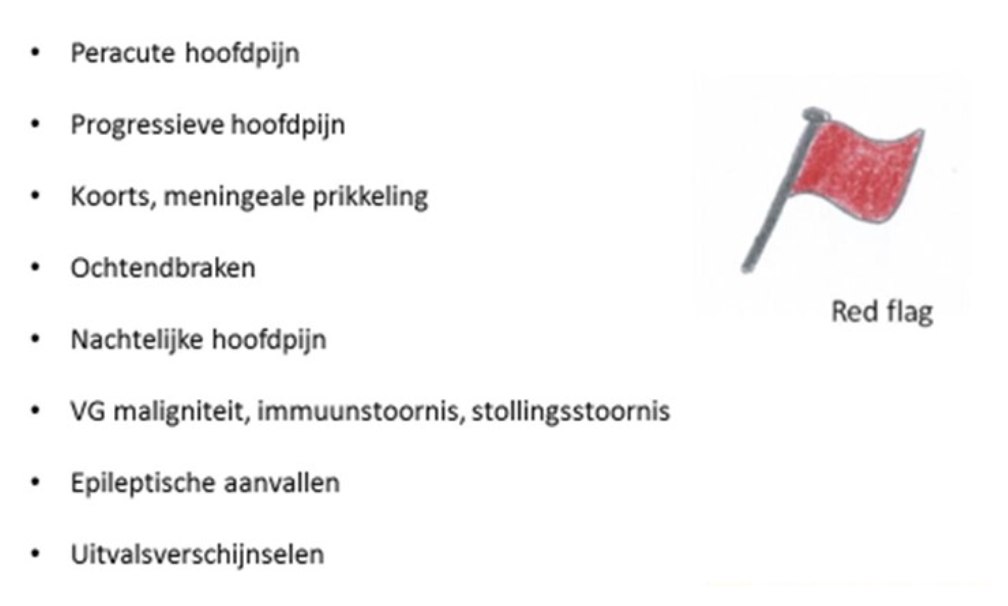 • Peracute hoofdpijn
• Progressieve hoofdpijn
• Koorts, meningeale prikkeling
• Ochtendbraken
• Nachtelijke hoofdpijn
• VG maligniteit, immuunstoornis, stollingsstoornis
• Epileptische aanvallen
• Uitvalsverschijnselen
Red flag